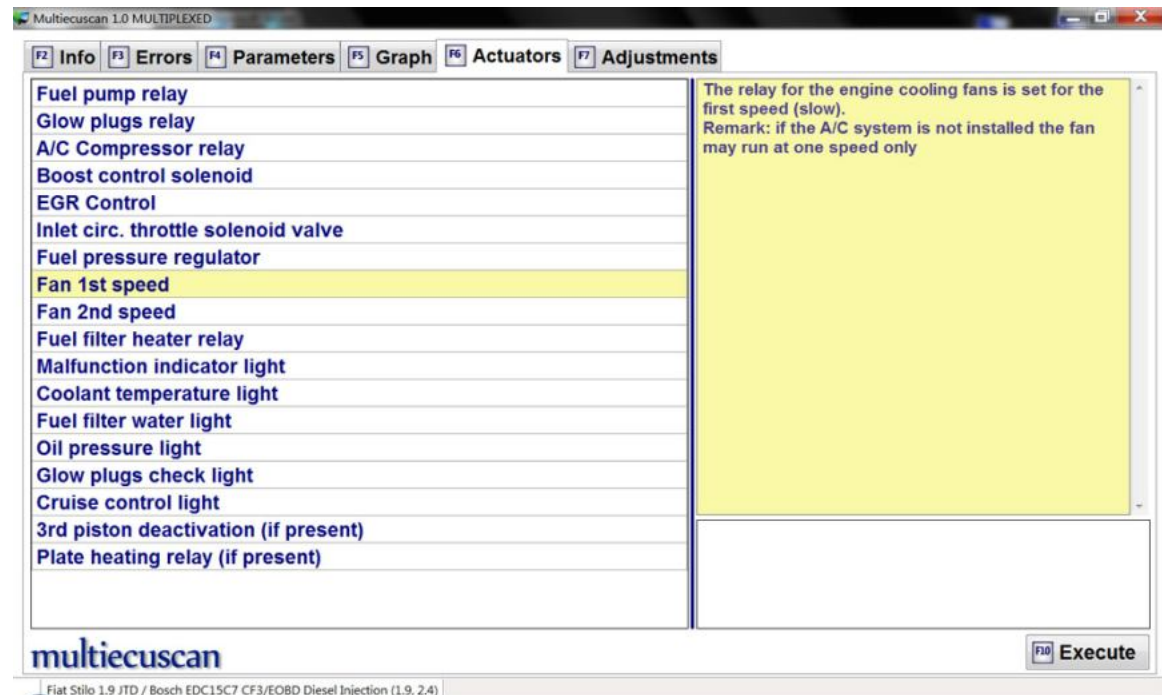 Multiecuscan 1.0 MULTIPLEXED
F2 Info F3 Errors F4 Parameters F5 Graph F6 Actuators F7 Adjustments
Fuel pump relay
Glow plugs relay
A/C Compressor relay
Boost control solenoid
EGR Control
Inlet circ. throttle solenoid valve
Fuel pressure regulator
Fan 1st speed
Fan 2nd speed
Fuel filter heater relay
Malfunction indicator light
Coolant temperature light
Fuel filter water light
Oil pressure light
Glow plugs check light
Cruise control light
3rd piston deactivation (if present)
Plate heating relay (if present)
The relay for the engine cooling fans is set for the
first speed (slow).
Remark: if the A/C system is not installed the fan
may run at one speed only
multiecuscan
F10 Execute
Fiat Stilo 1.9 JTD / Bosch EDC15C7 CF3/EOBD Diesel Injection (1.9, 2.4)